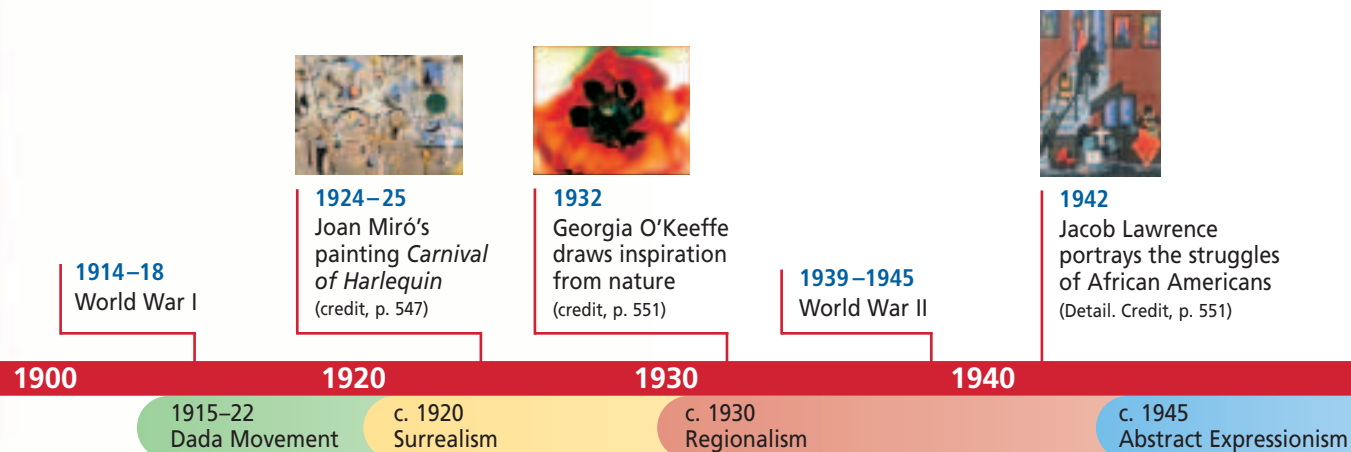 1914–18
World War I
1924–25
Joan Miró's
painting Carnival
of Harlequin
(credit, p. 547)
1932
Georgia O'Keeffe
draws inspiration
from nature
(credit, p. 551)
1939–1945
World War II
1942
Jacob Lawrence
portrays the struggles
of African Americans
(Detail. Credit, p. 551)
1900 1920 1930 1940
1915–22
Dada Movement
c. 1920
Surrealism
c. 1930
Regionalism
c. 1945
Abstract Expressionism